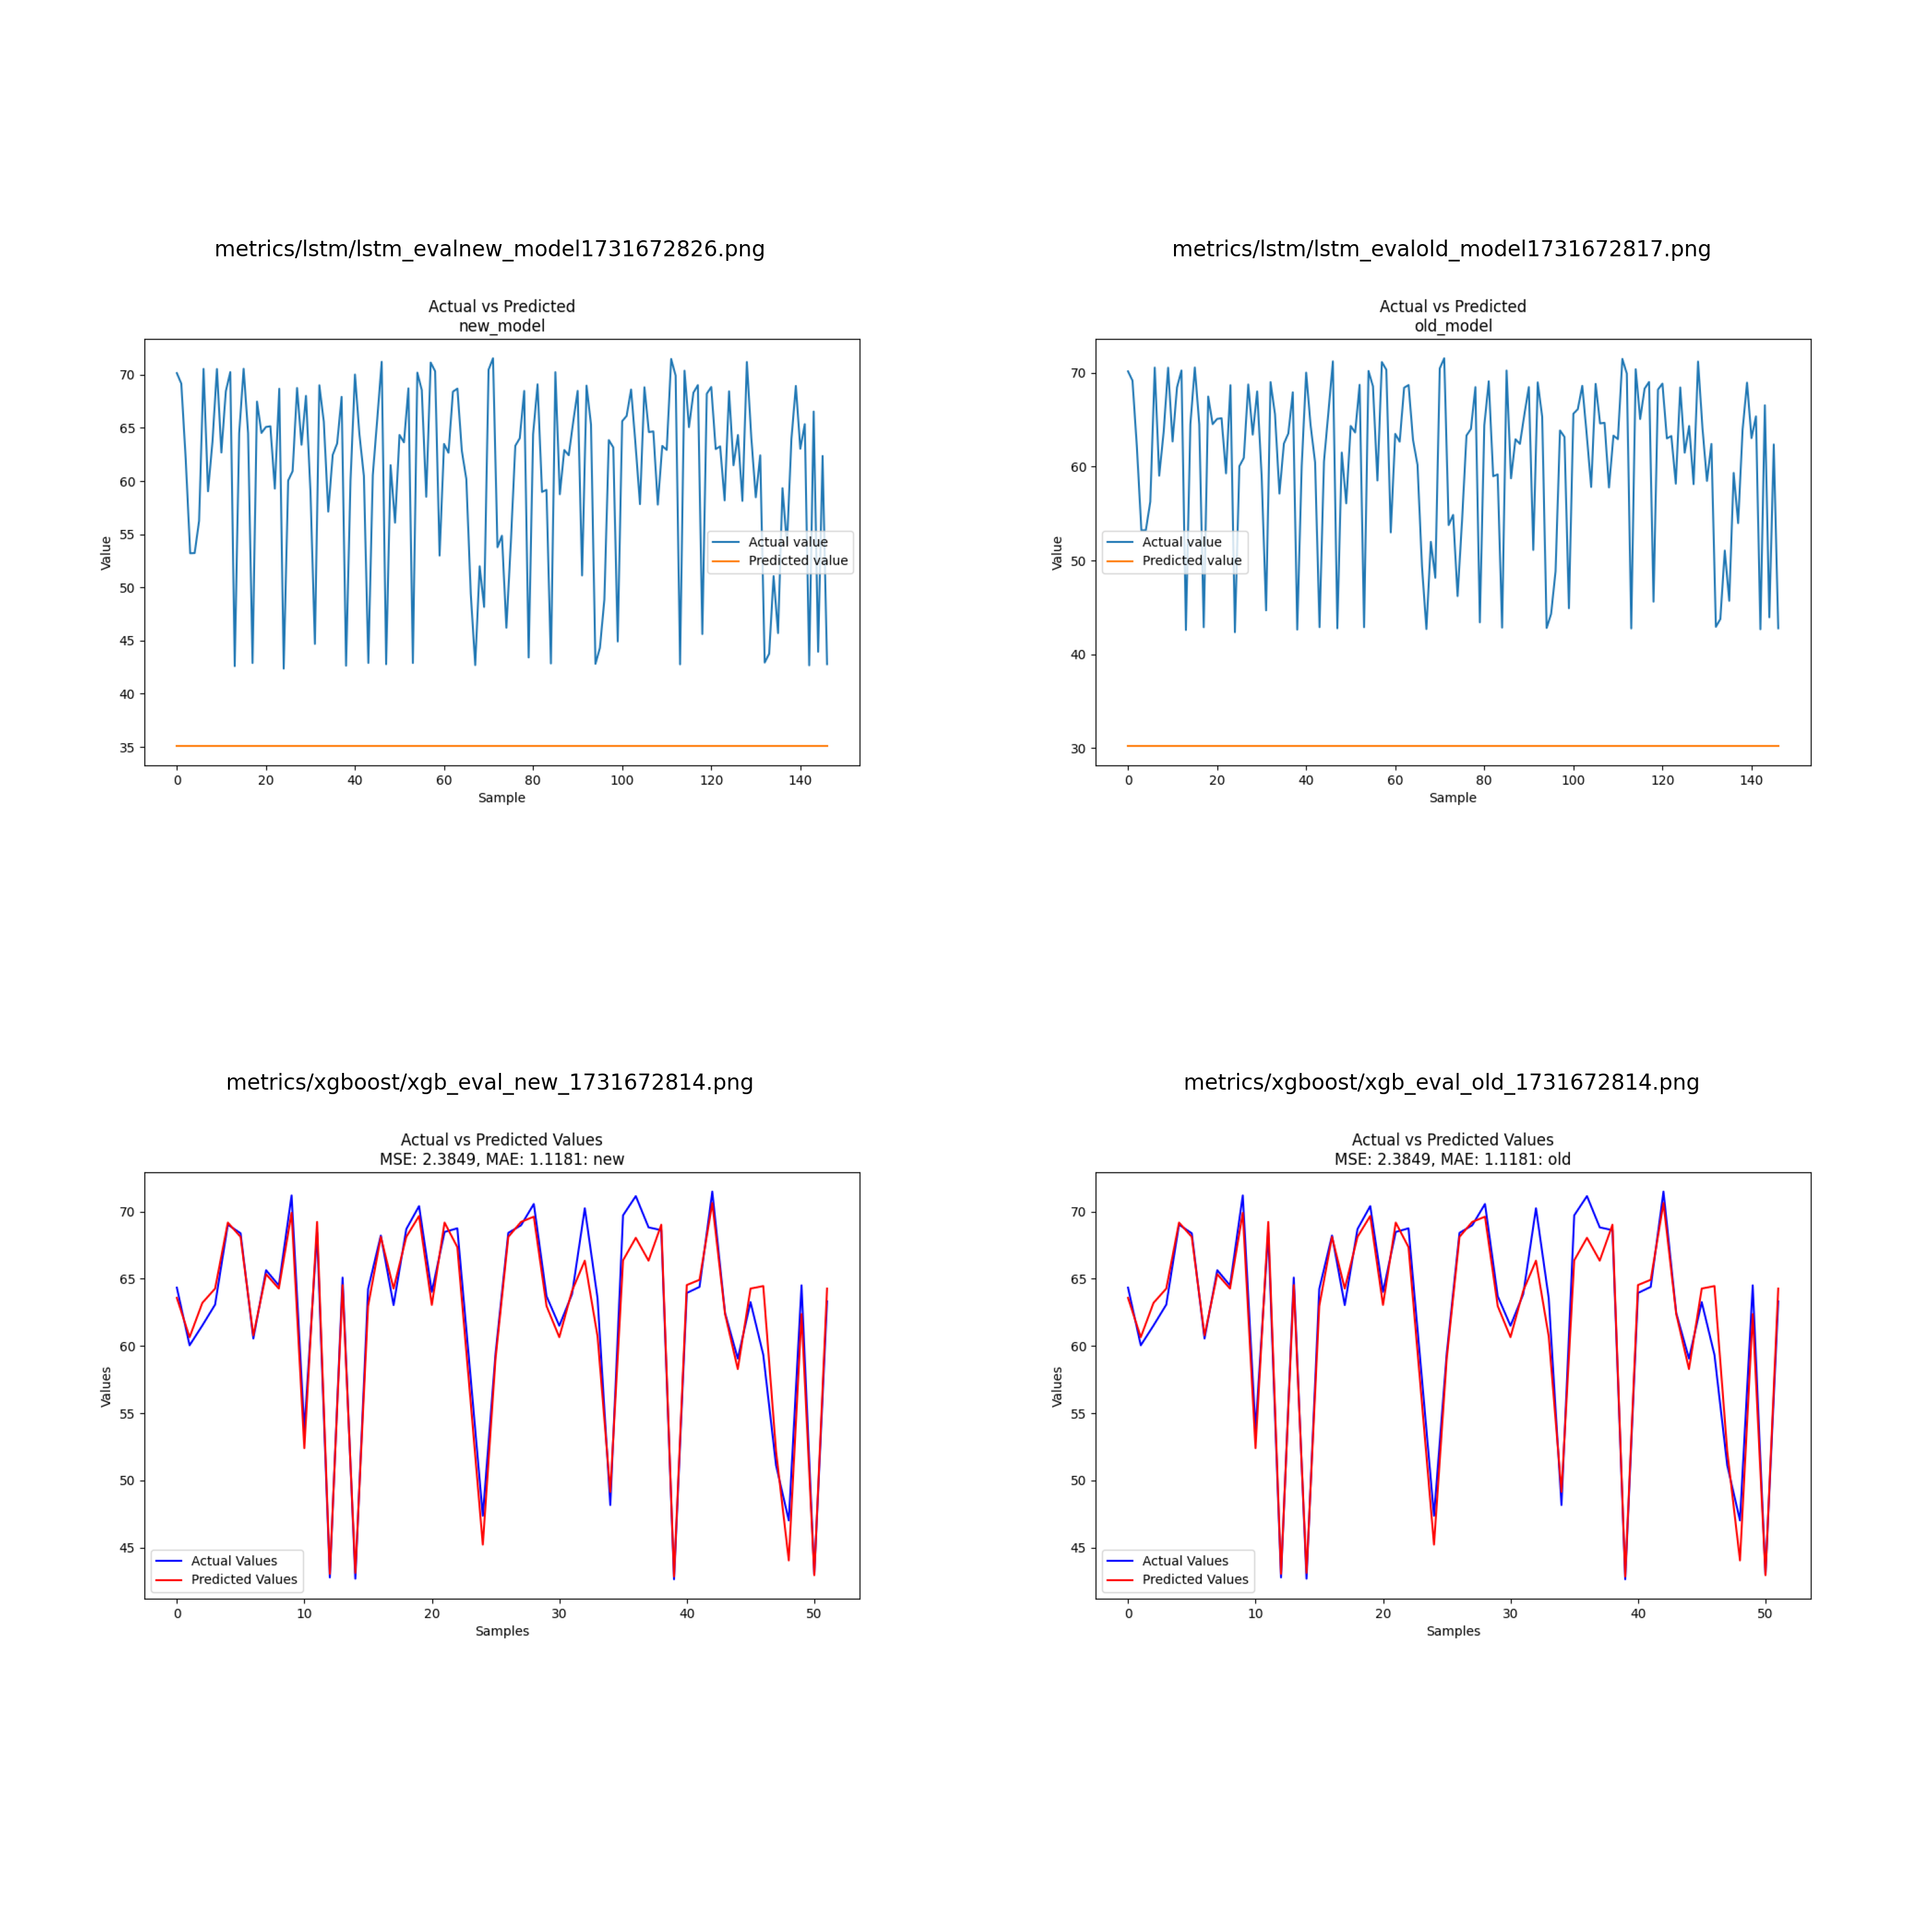 metrics/lstm/lstm_evalnew_model1731672826.png
Actual vs Predicted
new_model
70
65
60
55
50
45
40
35
Value
Actual value
Predicted value
0 20 40 60 80 100 120 140
Sample
metrics/lstm/lstm_evalold_model1731672817.png
Actual vs Predicted
old_model
70
60
50
40
30
Value
Actual value
Predicted value
0 20 40 60 80 100 120 140
Sample
metrics/xgboost/xgb_eval_new_1731672814.png
Actual vs Predicted Values
MSE: 2.3849, MAE: 1.1181: new
70
65
60
55
50
45
Values
Actual Values
Predicted Values
0 10 20 30 40 50
Samples
metrics/xgboost/xgb_eval_old_1731672814.png
Actual vs Predicted Values
MSE: 2.3849, MAE: 1.1181: old
70
65
60
55
50
45
Values
Actual Values
Predicted Values
0 10 20 30 40 50
Samples